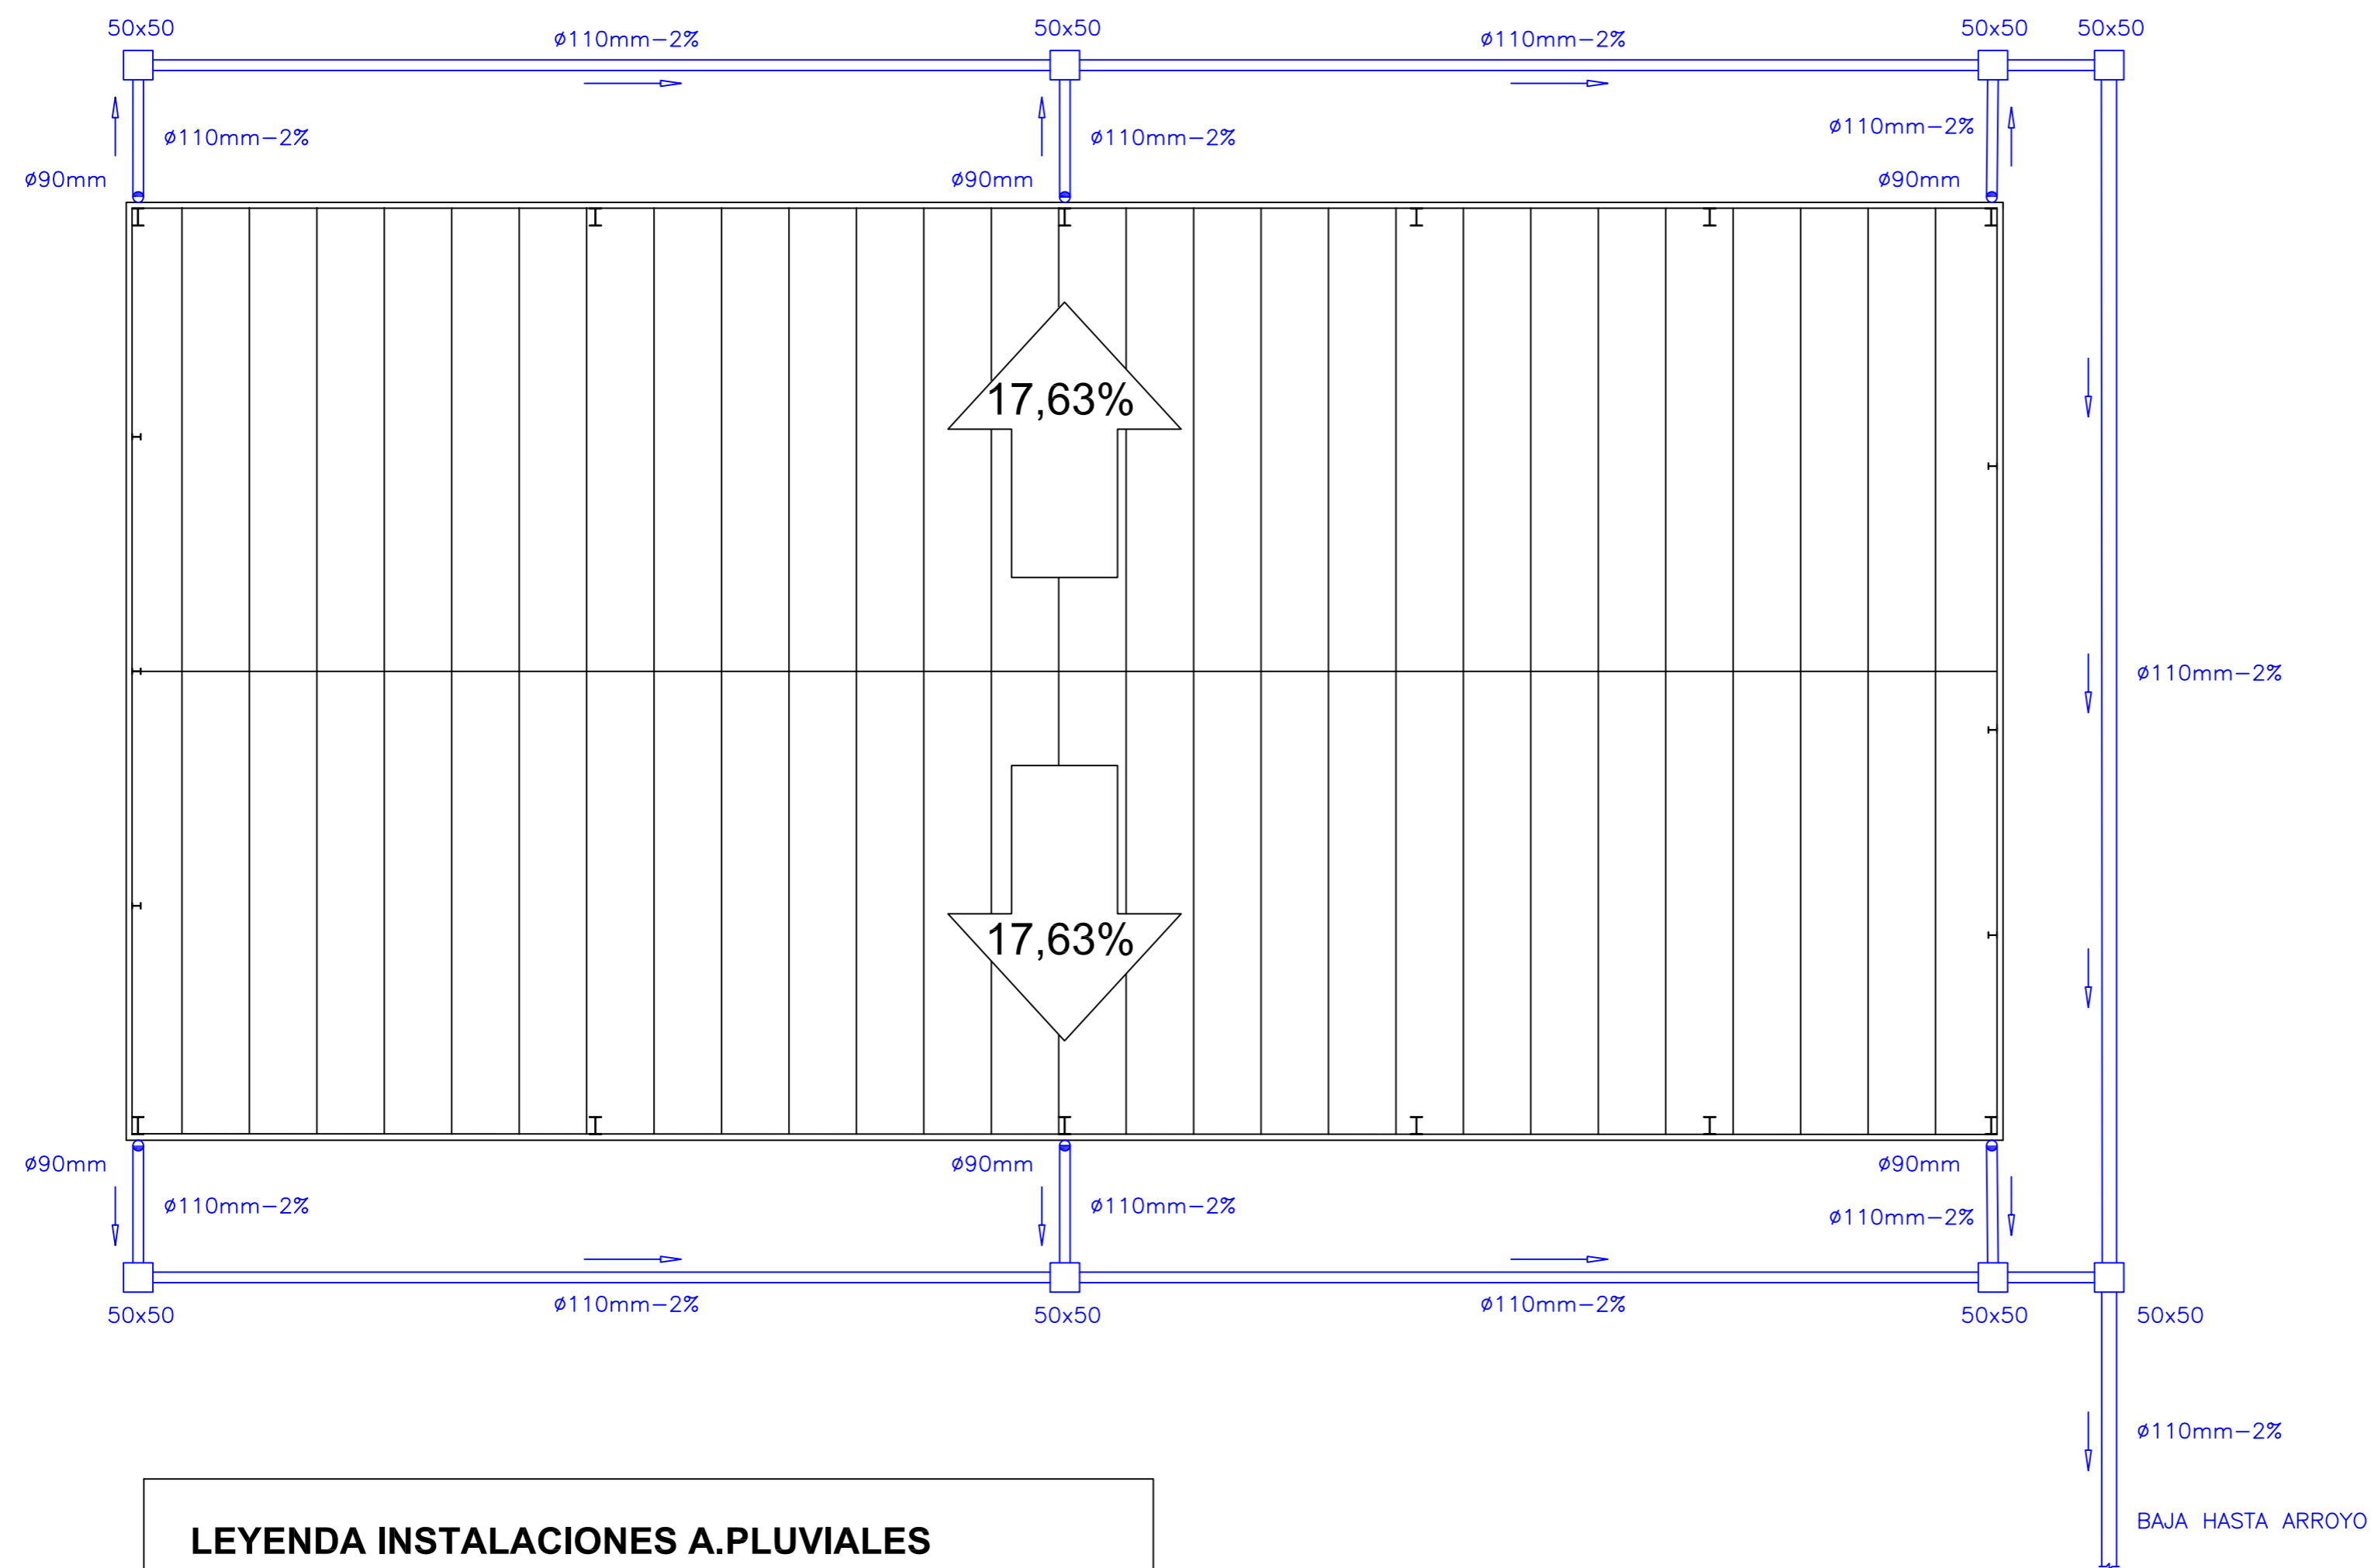 50x50 50x50 50x50 50x50
ø110mm-2% ø110mm-2%
ø110mm-2% ø110mm-2% ø110mm-2%
ø90mm ø90mm ø90mm
17,63%
ø110mm-2%
17,63%
ø90mm ø90mm ø90mm
ø110mm-2% ø110mm-2% ø110mm-2%
ø110mm-2% ø110mm-2%
50x50 50x50 50x50 50x50
ø110mm-2%
BAJA HASTA ARROYO
LEYENDA INSTALACIONES A.PLUVIALES